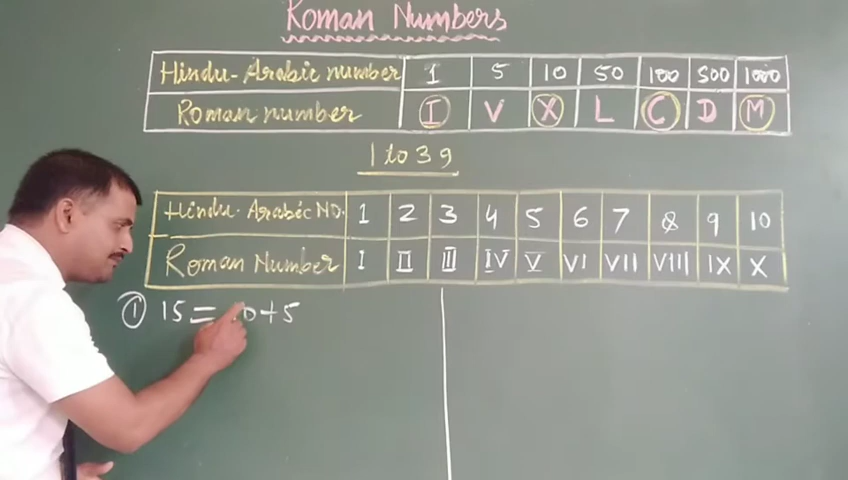 Roman Numbers
Hindu-Arabic number 1 5 10 50 100 500 1000
Roman number I V X L C D M
1 to 39
Hindu-Arabic NO. 1 2 3 4 5 6 7 8 9 10
Roman Number I II III IV V VI VII VIII IX X
① 15 = 10+5